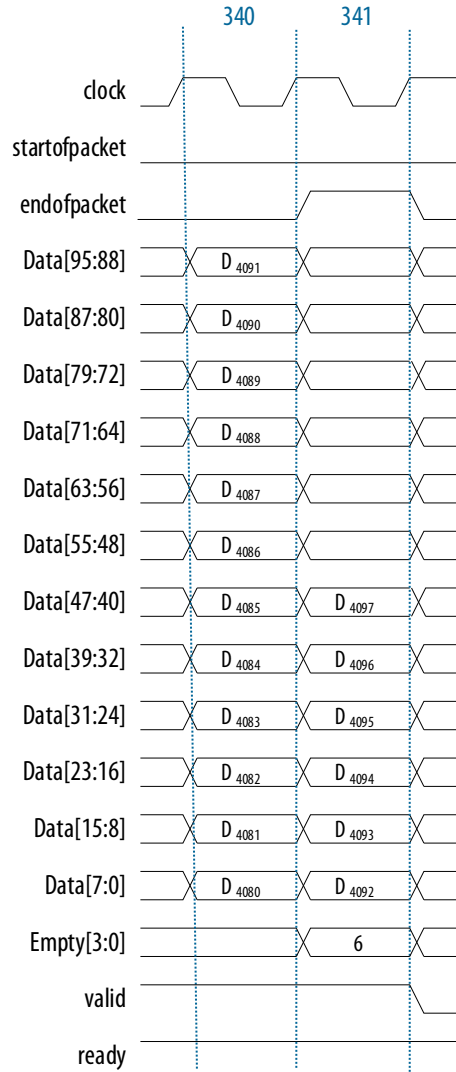 340 341
clock
startofpacket
endofpacket
Data[95:88] D 4091
Data[87:80] D 4090
Data[79:72] D 4089
Data[71:64] D 4088
Data[63:56] D 4087
Data[55:48] D 4086
Data[47:40] D 4085 D 4097
Data[39:32] D 4084 D 4096
Data[31:24] D 4083 D 4095
Data[23:16] D 4082 D 4094
Data[15:8] D 4081 D 4093
Data[7:0] D 4080 D 4092
Empty[3:0] 6
valid
ready